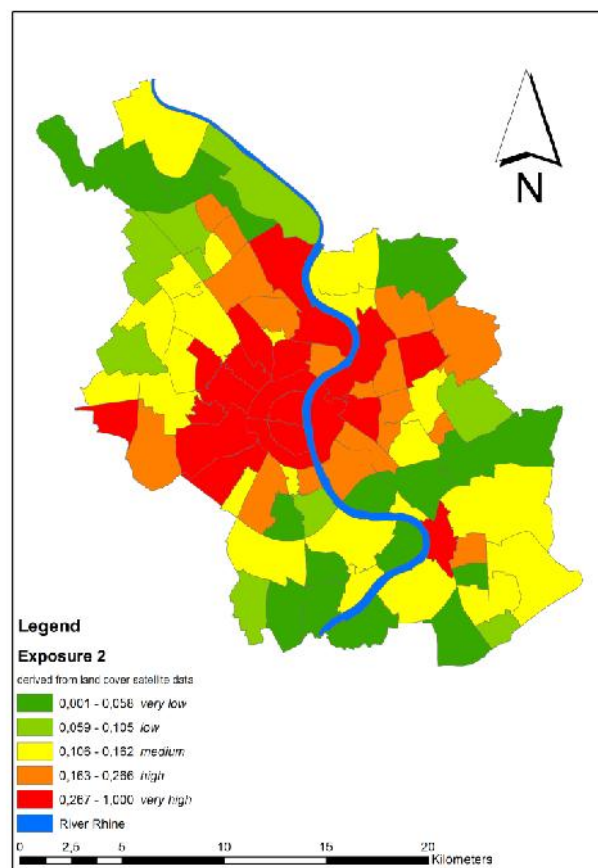 N
Legend
Exposure 2
derived from land cover satellite data
0,001 - 0,058 very low
0,059 - 0,105 low
0,106 - 0,162 medium
0,163 - 0,266 high
0,267 - 1,000 very high
River Rhine
0 2,5 5 10 15 20
Kilometers